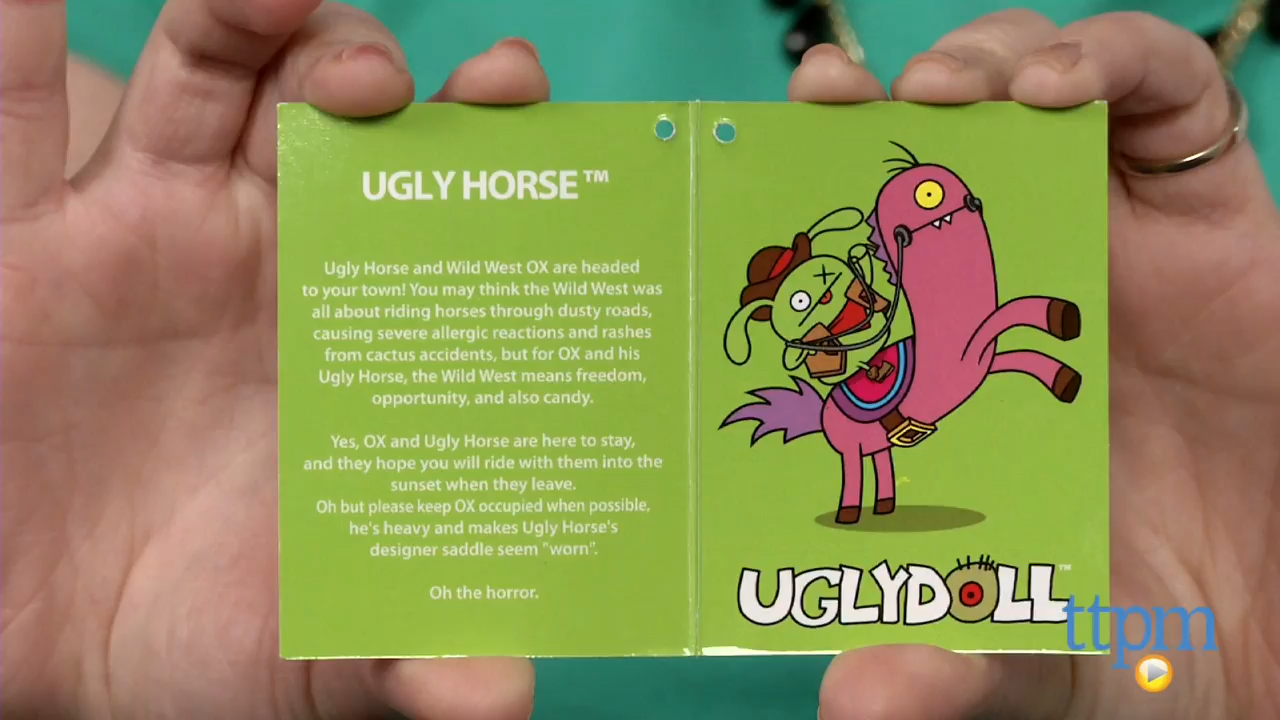 UGLY HORSE™
Ugly Horse and Wild West OX are headed
to your town! You may think the Wild West was
all about riding horses through dusty roads,
causing severe allergic reactions and rashes
from cactus accidents, but for OX and his
Ugly Horse, the Wild West means freedom,
opportunity, and also candy.
Yes, OX and Ugly Horse are here to stay,
and they hope you will ride with them into the
sunset when they leave.
Oh but please keep OX occupied when possible,
he's heavy and makes Ugly Horse's
designer saddle seem "worn".
Oh the horror.
UGLYDOLL™
ttpm